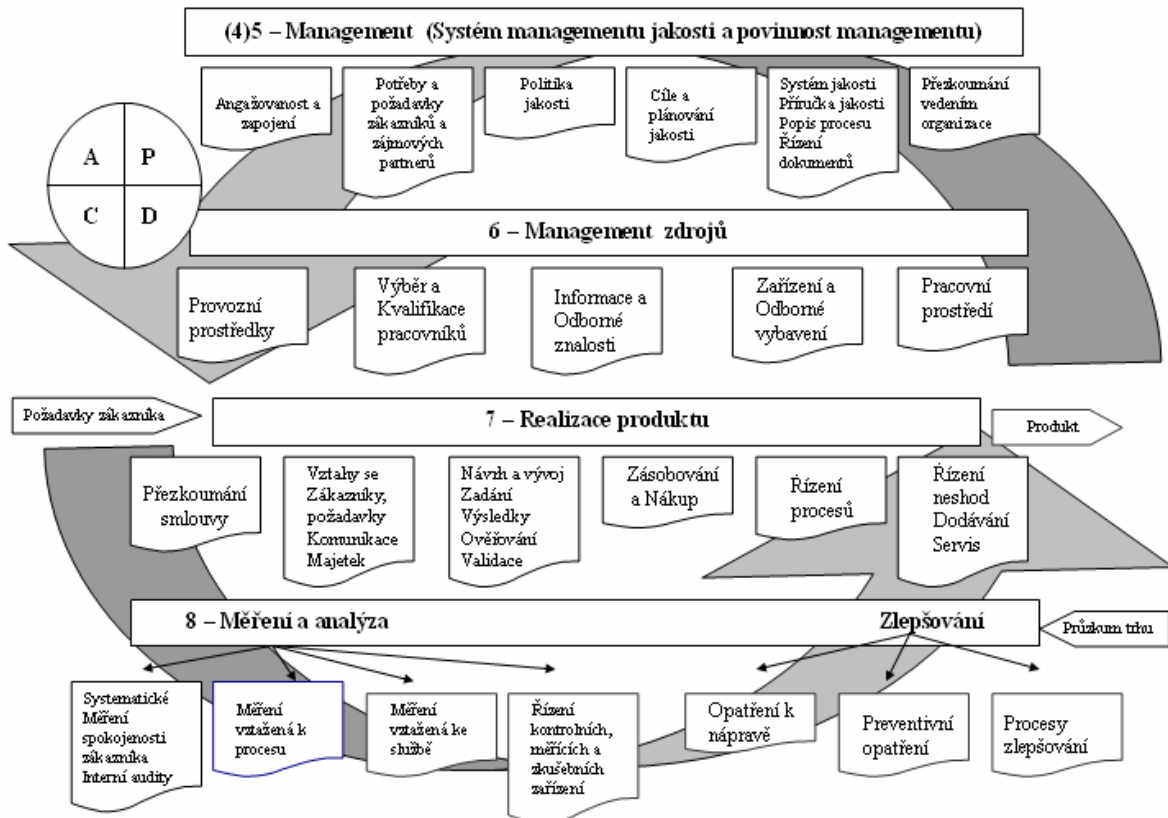 (4)5 – Management (Systém managementu jakosti a povinnost managementu)
Angažovanost a
zapojení
Potřeby a
požadavky
zákazníků a
zájmových
partnerů
Politika
jakosti
Cíle a
plánování
jakosti
Systém jakosti
Příručka jakosti
Popis procesu
Řízení
dokumentů
Přezkoumání
vedením
organizace
A
P
C
D
6 – Management zdrojů
Provozní
prostředky
Výběr a
Kvalifikace
pracovníků
Informace a
Odborné
znalosti
Zařízení a
Odborné
vybavení
Pracovní
prostředí
Požadavky zákazníka
7 – Realizace produktu
Produkt
Přezkoumání
smlouvy
Vztahy se
Zákazníky,
požadavky
Komunikace
Majetek
Návrh a vývoj
Zadání
Výsledky
Ověřování
Validace
Zásobování
a Nákup
Řízení
procesů
Řízení
neshod
Dodávání
Servis
8 – Měření a analýza
Zlepšování
Průzkum trhu
Systematické
Měření
spokojenosti
zákazníka
Interní audity
Měření
vztažená k
procesu
Měření
vztažená ke
službě
Řízení
kontrolních,
měřících a
zkušebních
zařízení
Opatření k
nápravě
Preventivní
opatření
Procesy
zlepšování